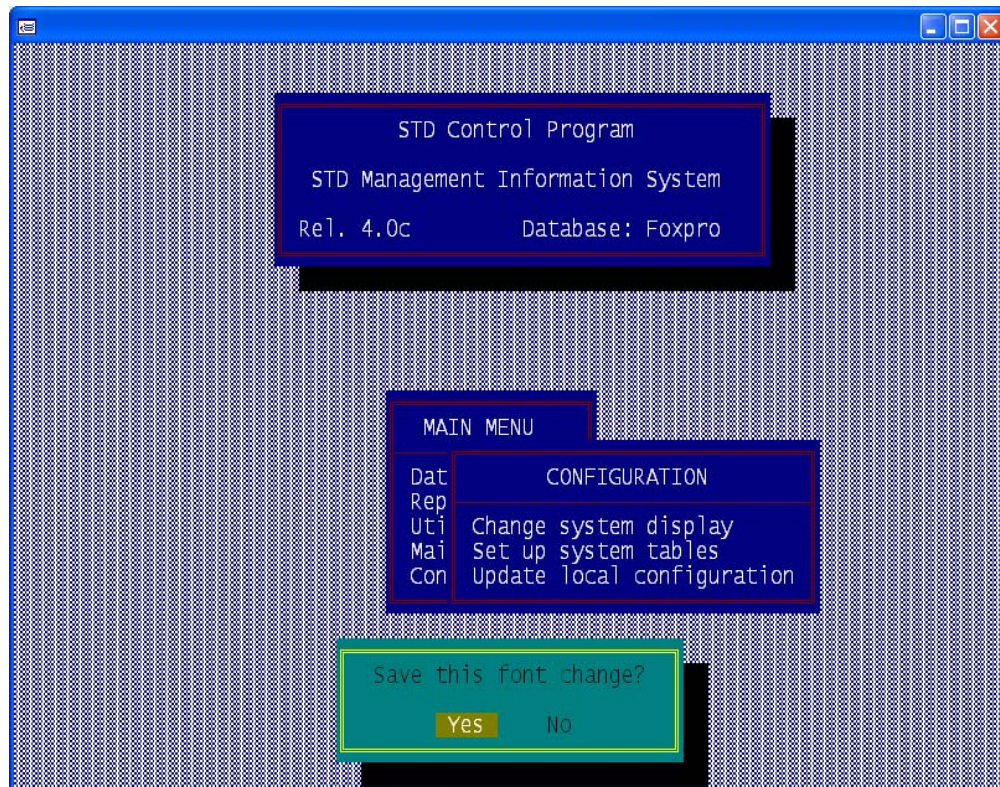 STD Control Program
STD Management Information System
Rel. 4.0c Database: Foxpro
MAIN MENU
Dat
Rep
Uti
Mai
Con
CONFIGURATION
Change system display
Set up system tables
Update local configuration
Save this font change?
Yes No